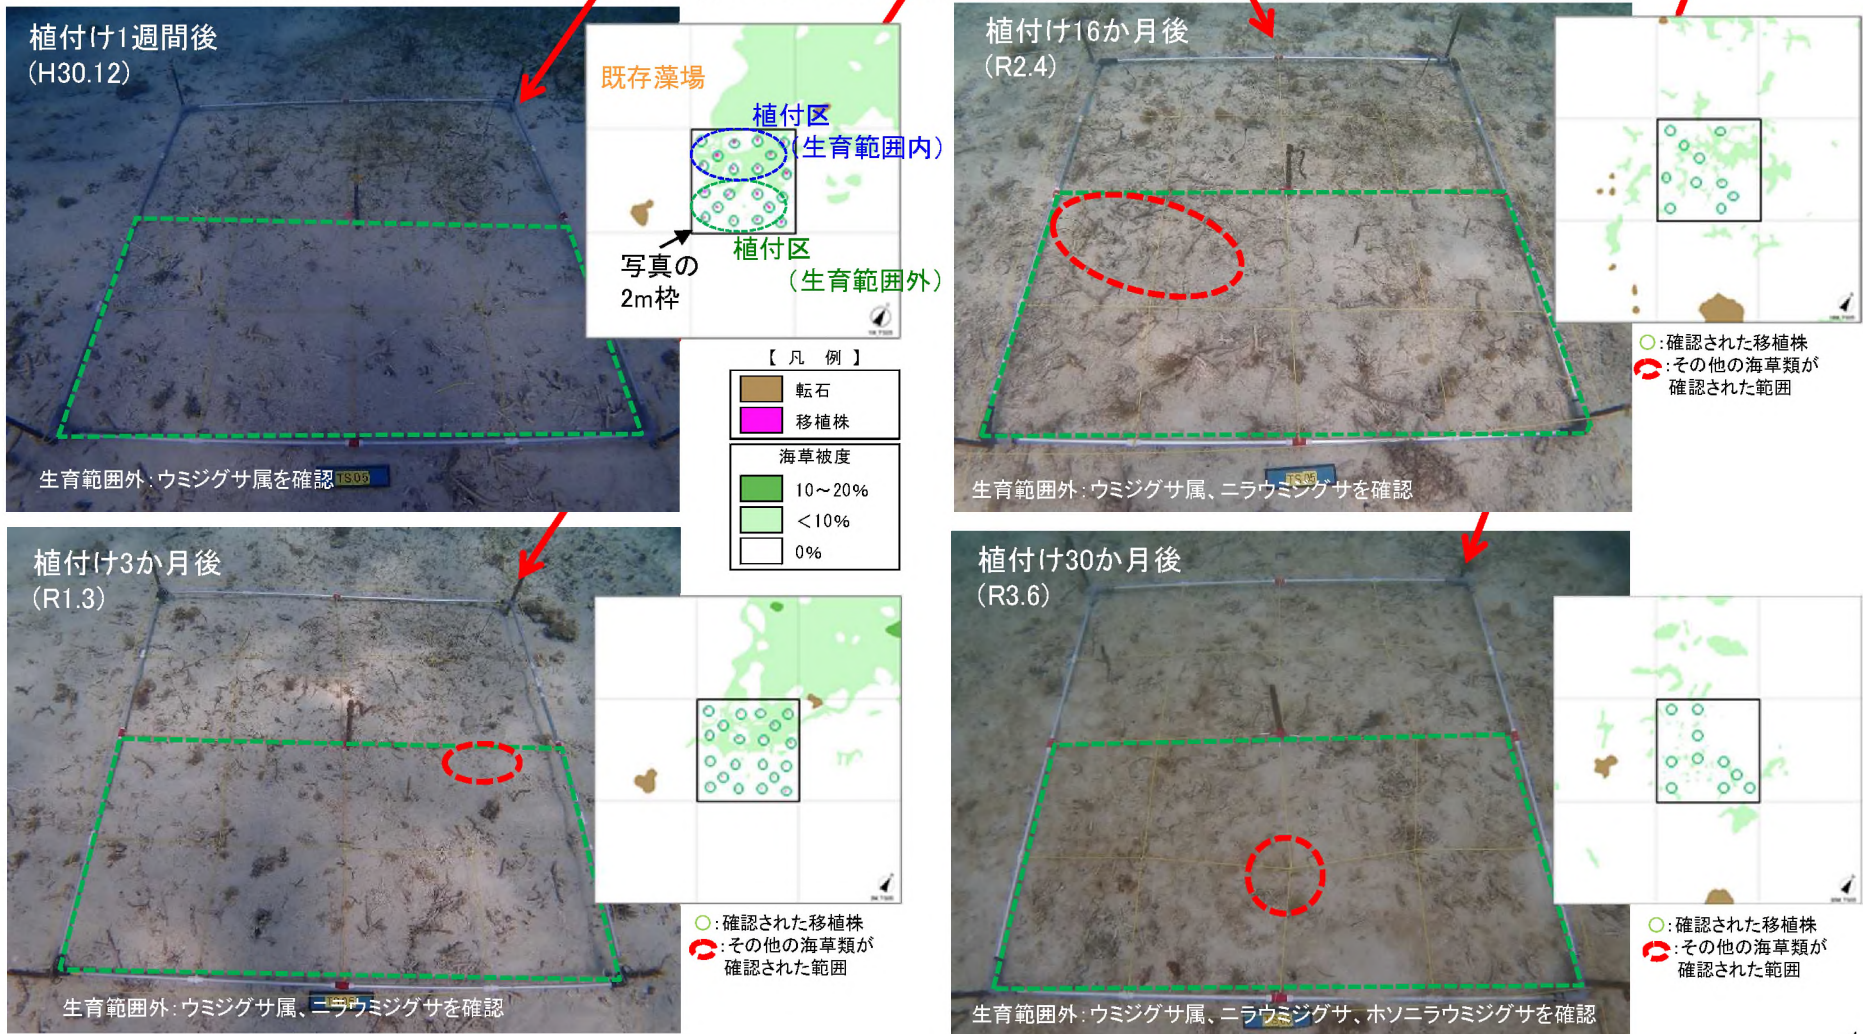 植付け1週間後
(H30.12)
既存藻場
植付区
(生育範囲内)
植付区
(生育範囲外)
写真の
2m枠
生育範囲外:ウミジグサ属を確認
TS05
【 凡 例 】
転石
移植株
海草被度
10～20%
＜10%
0%
植付け16か月後
(R2.4)
○:確認された移植株
:その他の海草類が
確認された範囲
生育範囲外:ウミジグサ属、ニラウミジグサを確認
TS05
植付け3か月後
(R1.3)
○:確認された移植株
:その他の海草類が
確認された範囲
生育範囲外:ウミジグサ属、ニラウミジグサを確認
植付け30か月後
(R3.6)
○:確認された移植株
:その他の海草類が
確認された範囲
生育範囲外:ウミジグサ属、ニラウミジグサ、ホソニラウミジグサを確認